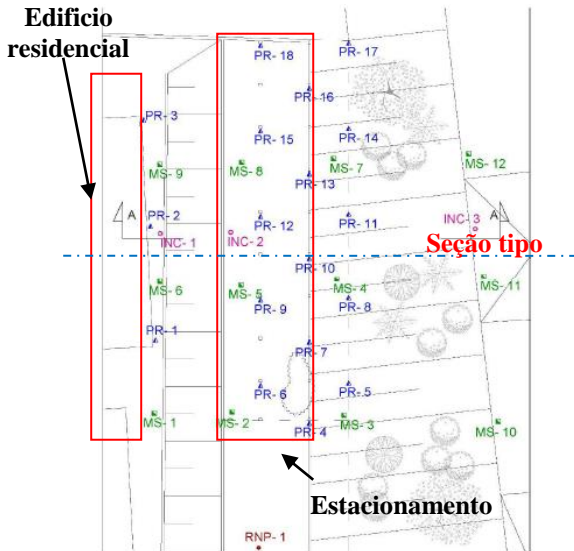 Edificio
residencial
PR- 18
PR- 17
PR- 16
PR- 3
PR- 15
PR- 14
MS- 9
MS- 8
MS- 7
MS- 12
PR- 13
A
PR- 2
PR- 12
PR- 11
INC- 3
A
INC- 1
INC- 2
Seção tipo
PR- 10
MS- 6
MS- 5
MS- 4
MS- 11
PR- 9
PR- 8
PR- 1
PR- 7
PR- 6
PR- 5
MS- 1
MS- 2
MS- 3
PR- 4
MS- 10
Estacionamento
RNP- 1